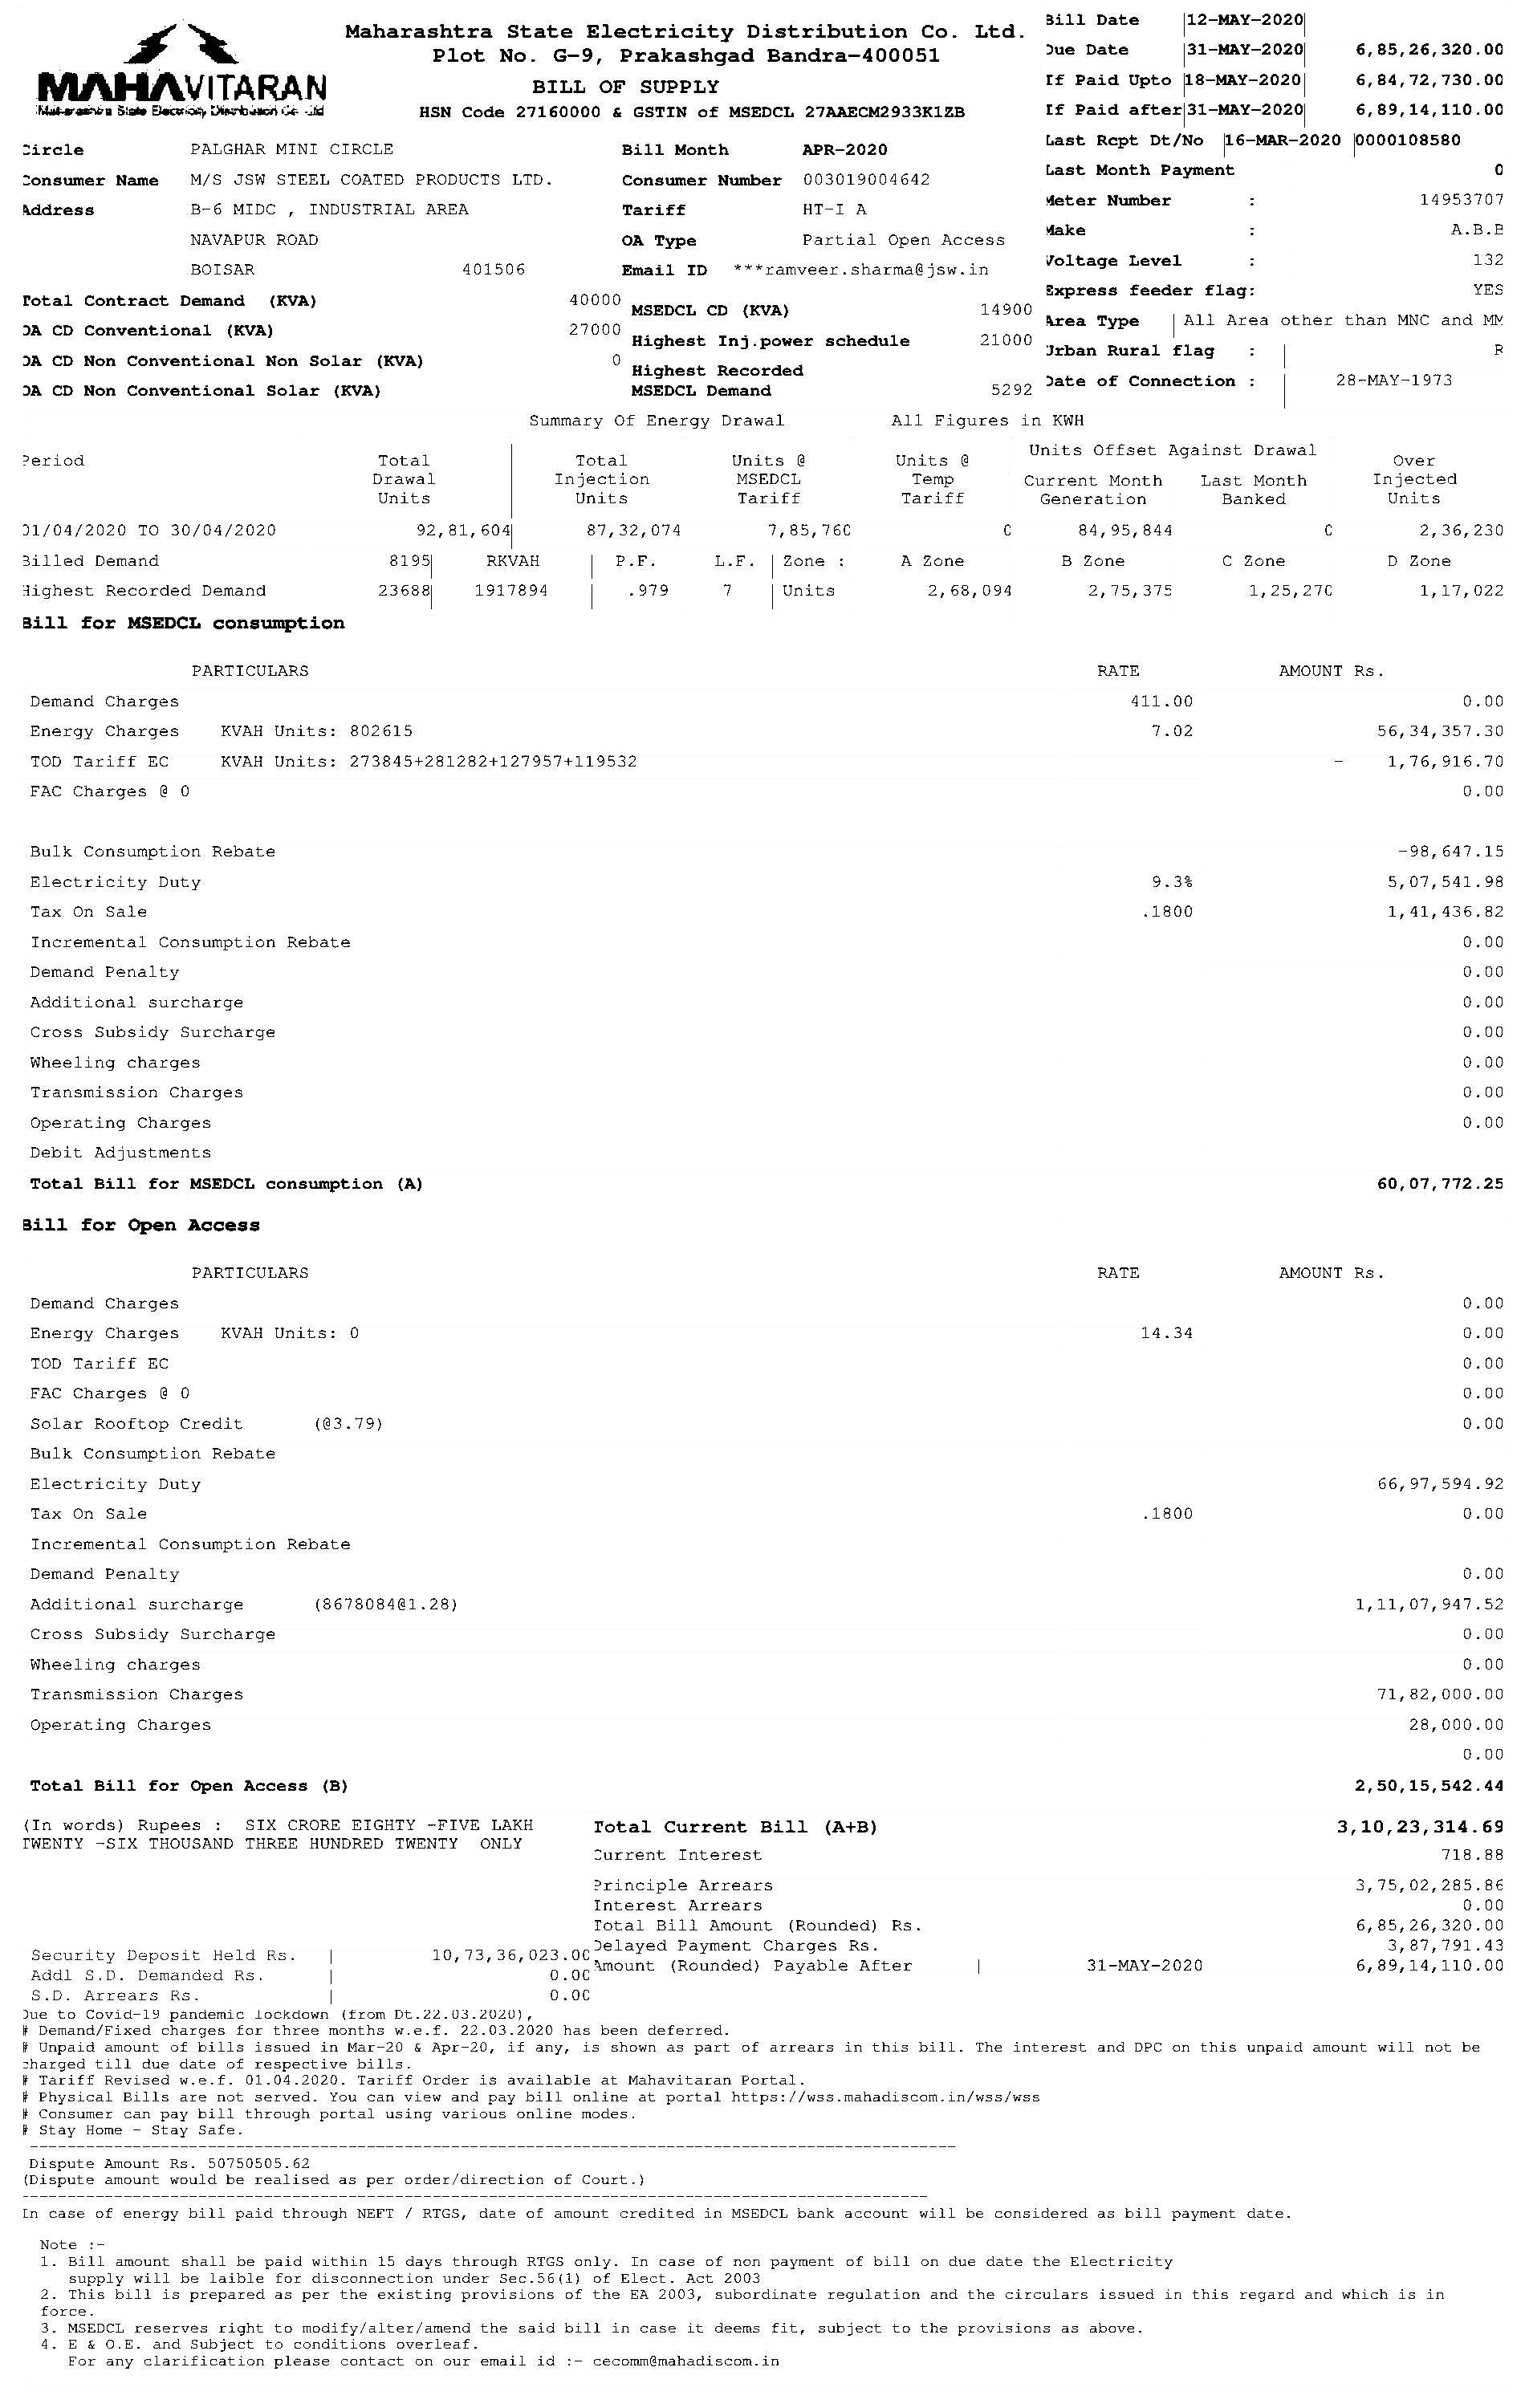 MAHAVITARAN
Maharashtra State Electricity Distribution Co. Ltd
Maharashtra State Electricity Distribution Co. Ltd.
Plot No. G-9, Prakashgad Bandra-400051
BILL OF SUPPLY
HSN Code 27160000 & GSTIN of MSEDCL 27AAECM2933K1ZB
Bill Date 12-MAY-2020
Due Date 31-MAY-2020 6,85,26,320.00
If Paid Upto 18-MAY-2020 6,84,72,730.00
If Paid after 31-MAY-2020 6,89,14,110.00
Last Rcpt Dt/No 16-MAR-2020 0000108580
Last Month Payment 0
Meter Number : 14953707
Make : A.B.B
Voltage Level : 132
Express feeder flag: YES
Area Type All Area other than MNC and MM
Urban Rural flag : R
Date of Connection : 28-MAY-1973
Circle PALGHAR MINI CIRCLE Bill Month APR-2020
Consumer Name M/S JSW STEEL COATED PRODUCTS LTD. Consumer Number 003019004642
Address B-6 MIDC , INDUSTRIAL AREA Tariff HT-I A
NAVAPUR ROAD OA Type Partial Open Access
BOISAR 401506 Email ID ***ramveer.sharma@jsw.in
Total Contract Demand (KVA) 40000 MSEDCL CD (KVA) 14900
OA CD Conventional (KVA) 27000 Highest Inj.power schedule 21000
OA CD Non Conventional Non Solar (KVA) 0 Highest Recorded
OA CD Non Conventional Solar (KVA) MSEDCL Demand 5292
Summary Of Energy Drawal All Figures in KWH
Period Total Drawal Units Total Injection Units Units @ MSEDCL Tariff Units @ Temp Tariff Units Offset Against Drawal Current Month Generation Last Month Banked Over Injected Units
01/04/2020 TO 30/04/2020 92,81,604 87,32,074 7,85,760 0 84,95,844 0 2,36,230
Billed Demand 8195 RKVAH P.F. L.F. Zone : A Zone B Zone C Zone D Zone
Highest Recorded Demand 23688 1917894 .979 7 Units 2,68,094 2,75,375 1,25,270 1,17,022
Bill for MSEDCL consumption
PARTICULARS RATE AMOUNT Rs.
Demand Charges 411.00 0.00
Energy Charges KVAH Units: 802615 7.02 56,34,357.30
TOD Tariff EC KVAH Units: 273845+281282+127957+119532 - 1,76,916.70
FAC Charges @ 0 0.00
Bulk Consumption Rebate -98,647.15
Electricity Duty 9.3% 5,07,541.98
Tax On Sale .1800 1,41,436.82
Incremental Consumption Rebate 0.00
Demand Penalty 0.00
Additional surcharge 0.00
Cross Subsidy Surcharge 0.00
Wheeling charges 0.00
Transmission Charges 0.00
Operating Charges 0.00
Debit Adjustments
Total Bill for MSEDCL consumption (A) 60,07,772.25
Bill for Open Access
PARTICULARS RATE AMOUNT Rs.
Demand Charges 0.00
Energy Charges KVAH Units: 0 14.34 0.00
TOD Tariff EC 0.00
FAC Charges @ 0 0.00
Solar Rooftop Credit (@3.79) 0.00
Bulk Consumption Rebate
Electricity Duty 66,97,594.92
Tax On Sale .1800 0.00
Incremental Consumption Rebate
Demand Penalty 0.00
Additional surcharge (8678084@1.28) 1,11,07,947.52
Cross Subsidy Surcharge 0.00
Wheeling charges 0.00
Transmission Charges 71,82,000.00
Operating Charges 28,000.00
0.00
Total Bill for Open Access (B) 2,50,15,542.44
(In words) Rupees : SIX CRORE EIGHTY -FIVE LAKH
TWENTY -SIX THOUSAND THREE HUNDRED TWENTY ONLY
Total Current Bill (A+B) 3,10,23,314.69
Current Interest 718.88
Principle Arrears 3,75,02,285.86
Interest Arrears 0.00
Total Bill Amount (Rounded) Rs. 6,85,26,320.00
Delayed Payment Charges Rs. 3,87,791.43
Amount (Rounded) Payable After 31-MAY-2020 6,89,14,110.00
Security Deposit Held Rs. 10,73,36,023.00
Addl S.D. Demanded Rs. 0.00
S.D. Arrears Rs. 0.00
Due to Covid-19 pandemic lockdown (from Dt.22.03.2020),
# Demand/Fixed charges for three months w.e.f. 22.03.2020 has been deferred.
# Unpaid amount of bills issued in Mar-20 & Apr-20, if any, is shown as part of arrears in this bill. The interest and DPC on this unpaid amount will not be
charged till due date of respective bills.
# Tariff Revised w.e.f. 01.04.2020. Tariff Order is available at Mahavitaran Portal.
# Physical Bills are not served. You can view and pay bill online at portal https://wss.mahadiscom.in/wss/wss
# Consumer can pay bill through portal using various online modes.
# Stay Home - Stay Safe.
Dispute Amount Rs. 50750505.62
(Dispute amount would be realised as per order/direction of Court.)
In case of energy bill paid through NEFT / RTGS, date of amount credited in MSEDCL bank account will be considered as bill payment date.
Note :-
1. Bill amount shall be paid within 15 days through RTGS only. In case of non payment of bill on due date the Electricity
supply will be laible for disconnection under Sec.56(1) of Elect. Act 2003
2. This bill is prepared as per the existing provisions of the EA 2003, subordinate regulation and the circulars issued in this regard and which is in
force.
3. MSEDCL reserves right to modify/alter/amend the said bill in case it deems fit, subject to the provisions as above.
4. E & O.E. and Subject to conditions overleaf.
For any clarification please contact on our email id :- cecomm@mahadiscom.in